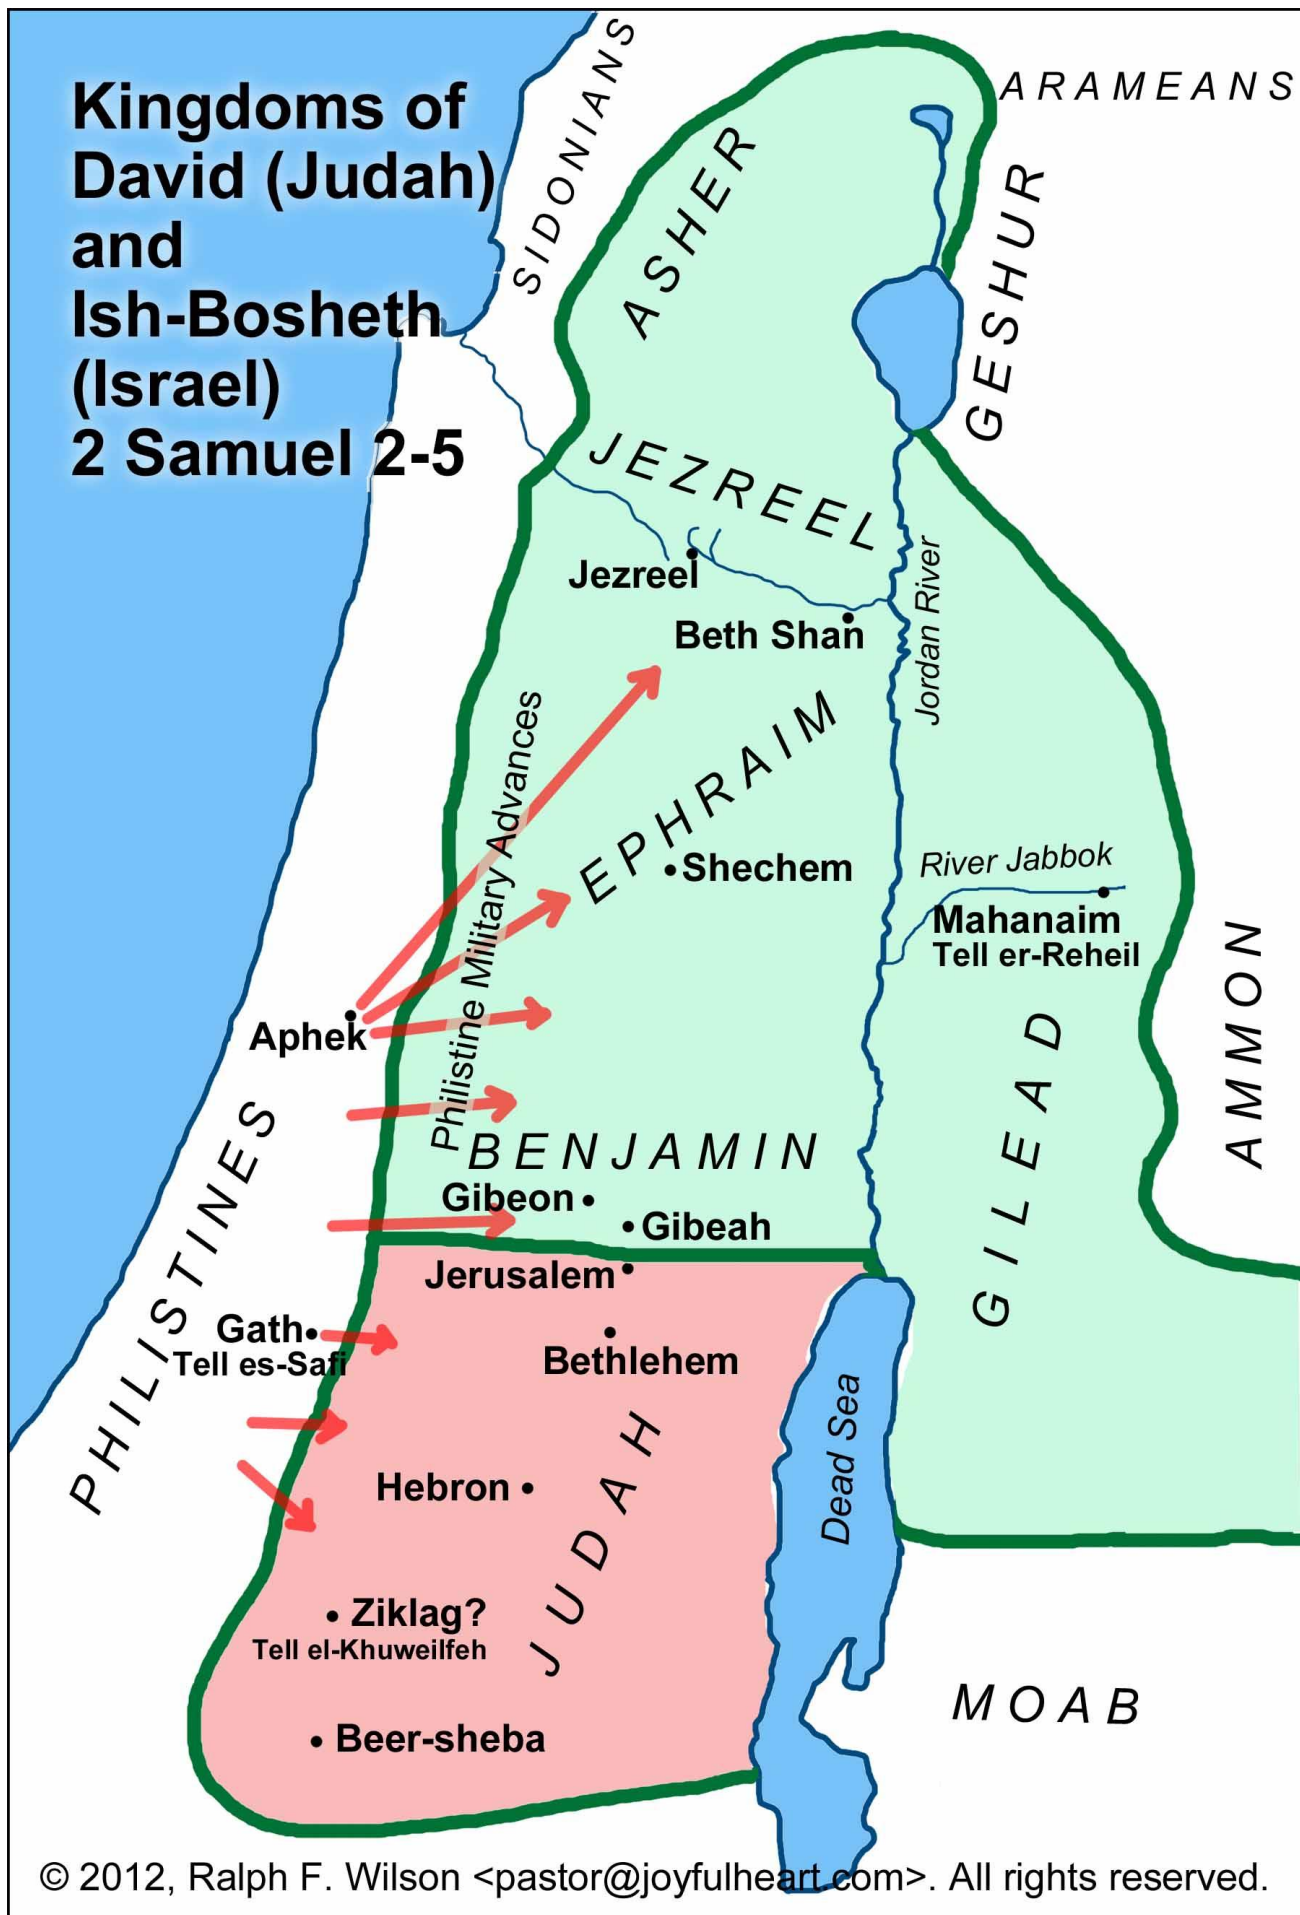 Kingdoms of
David (Judah)
and
Ish-Bosheth
(Israel)
2 Samuel 2-5
SIDONIANS
ARAMEANS
ASHER
GESHUR
JEZREEL
Jezreel
Beth Shan
Jordan River
Philistine Military Advances
EPHRAIM
Shechem
River Jabbok
Mahanaim
Tell er-Reheil
AMMON
Aphek
GILEAD
PHILISTINES
BENJAMIN
Gibeon
Gibeah
Jerusalem
Gath
Tell es-Safi
Bethlehem
Dead Sea
Hebron
JUDAH
Ziklag?
Tell el-Khuweilfeh
MOAB
Beer-sheba
© 2012, Ralph F. Wilson <pastor@joyfulheart.com>. All rights reserved.